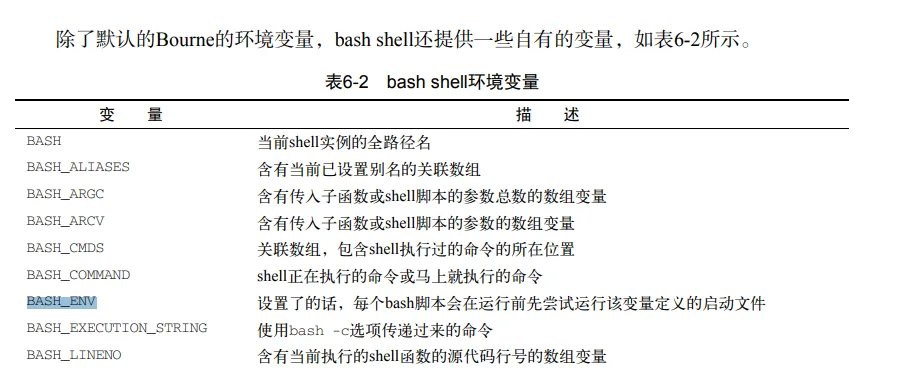 除了默认的Bourne的环境变量，bash shell还提供一些自有的变量，如表6-2所示。
表6-2 bash shell环境变量
变 量 描 述
BASH 当前shell实例的全路径名
BASH_ALIASES 含有当前已设置别名的关联数组
BASH_ARGC 含有传入子函数或shell脚本的参数总数的数组变量
BASH_ARCV 含有传入子函数或shell脚本的参数的数组变量
BASH_CMDS 关联数组，包含shell执行过的命令的所在位置
BASH_COMMAND shell正在执行的命令或马上就执行的命令
BASH_ENV 设置了的话，每个bash脚本会在运行前先尝试运行该变量定义的启动文件
BASH_EXECUTION_STRING 使用bash -c选项传递过来的命令
BASH_LINENO 含有当前执行的shell函数的源代码行号的数组变量